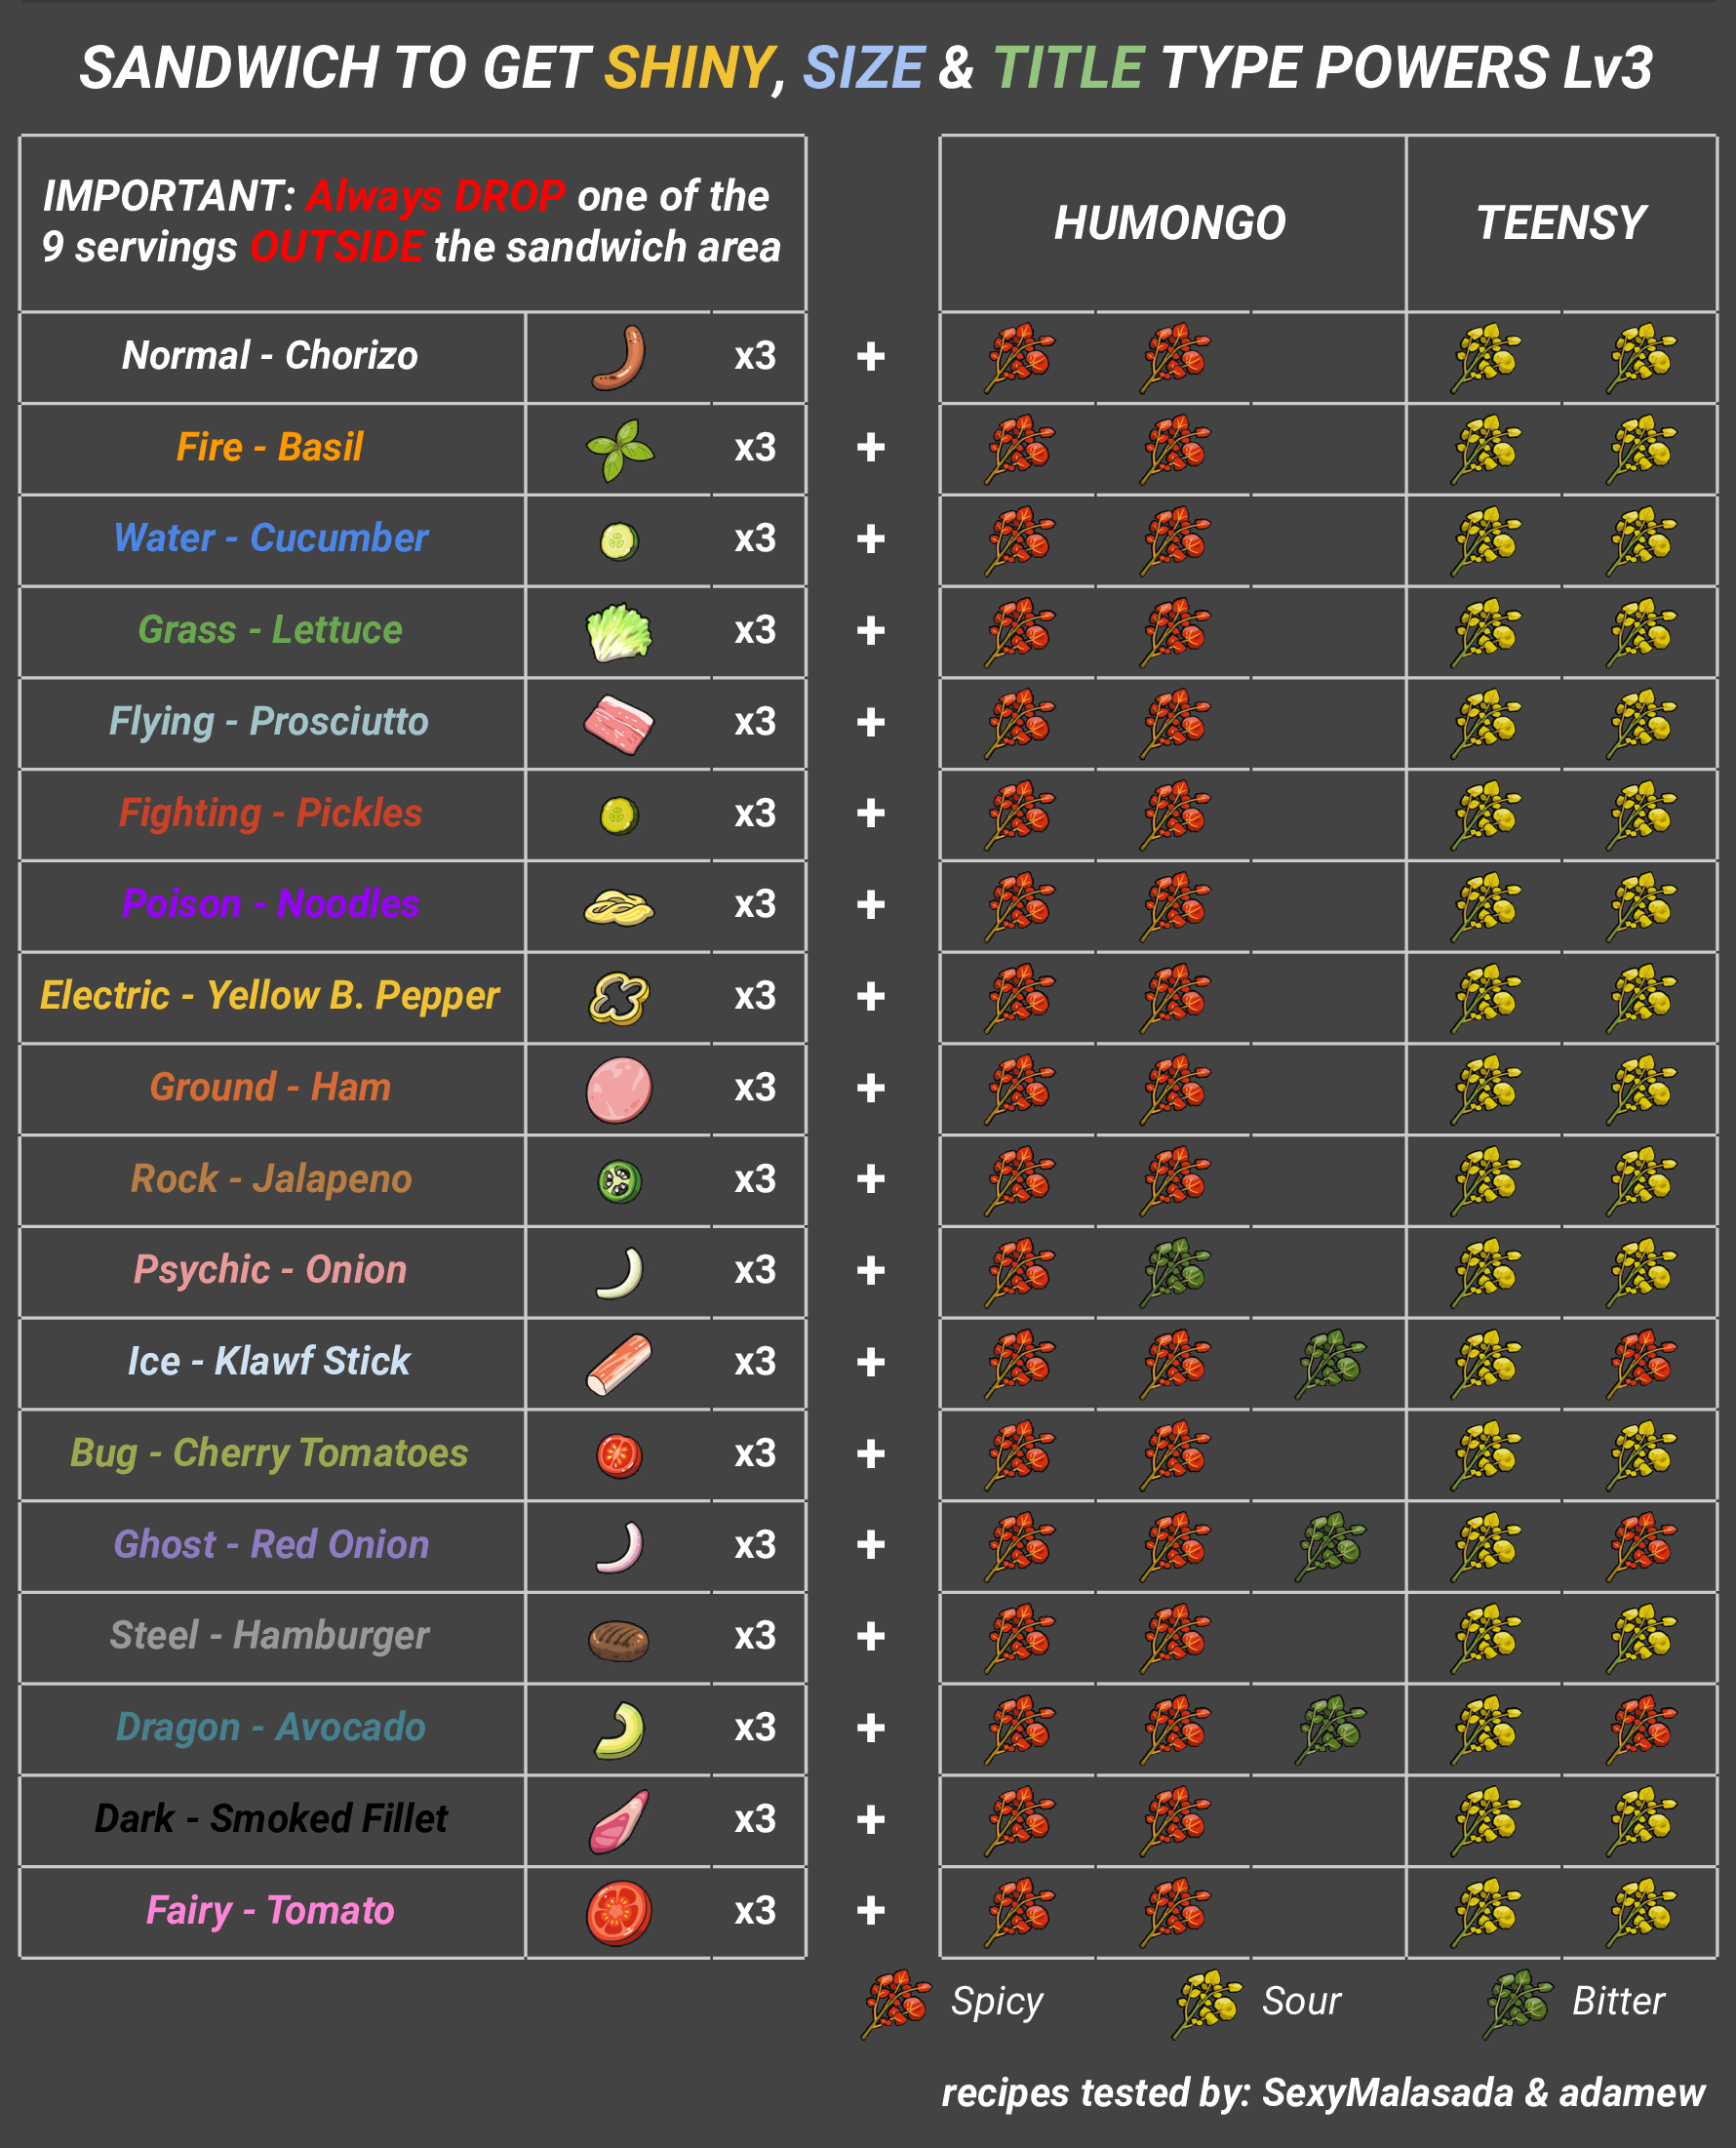 SANDWICH TO GET SHINY, SIZE & TITLE TYPE POWERS Lv3
IMPORTANT: Always DROP one of the
9 servings OUTSIDE the sandwich area
HUMONGO
TEENSY
Normal - Chorizo x3 +
Fire - Basil x3 +
Water - Cucumber x3 +
Grass - Lettuce x3 +
Flying - Prosciutto x3 +
Fighting - Pickles x3 +
Poison - Noodles x3 +
Electric - Yellow B. Pepper x3 +
Ground - Ham x3 +
Rock - Jalapeno x3 +
Psychic - Onion x3 +
Ice - Klawf Stick x3 +
Bug - Cherry Tomatoes x3 +
Ghost - Red Onion x3 +
Steel - Hamburger x3 +
Dragon - Avocado x3 +
Dark - Smoked Fillet x3 +
Fairy - Tomato x3 +
Spicy Sour Bitter
recipes tested by: SexyMalasada & adamew